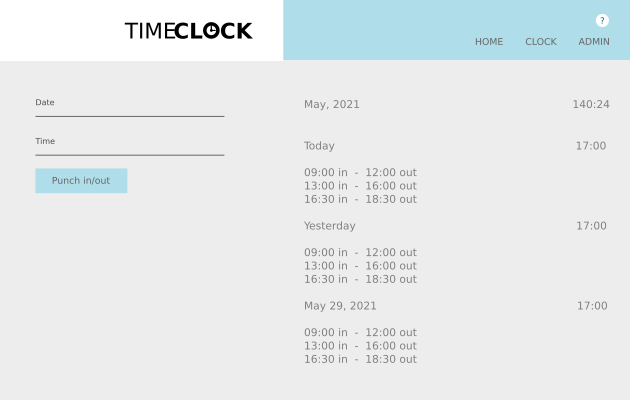 TIMECLOCK
?
HOME CLOCK ADMIN
Date
Time
Punch in/out
May, 2021 140:24
Today 17:00
09:00 in - 12:00 out
13:00 in - 16:00 out
16:30 in - 18:30 out
Yesterday 17:00
09:00 in - 12:00 out
13:00 in - 16:00 out
16:30 in - 18:30 out
May 29, 2021 17:00
09:00 in - 12:00 out
13:00 in - 16:00 out
16:30 in - 18:30 out